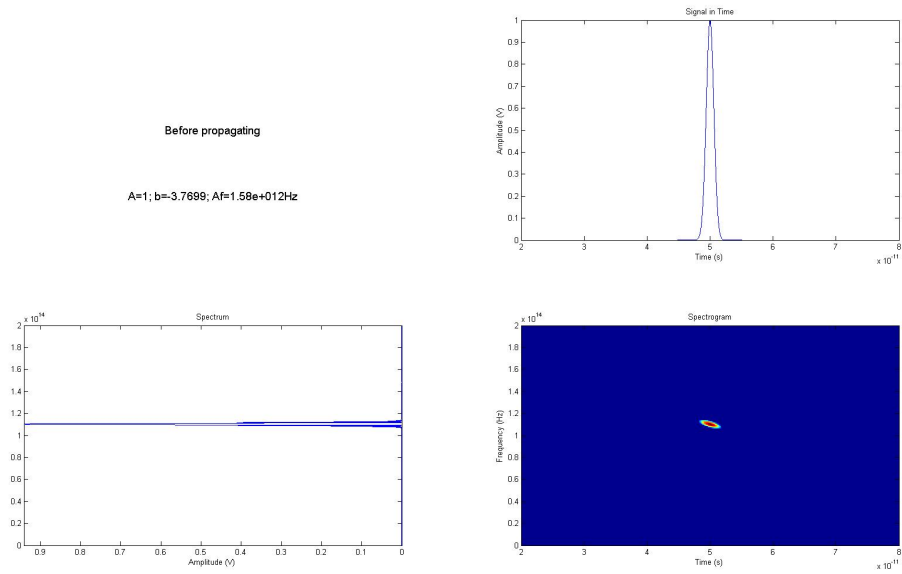 Before propagating
A=1; b=-3.7699; Af=1.58e+012Hz
Signal in Time
Amplitude (V)
1
0.9
0.8
0.7
0.6
0.5
0.4
0.3
0.2
0.1
0
2 3 4 5 6 7 8
Time (s)
x 10^-11
Spectrum
x 10^14
2
1.8
1.6
1.4
1.2
1
0.8
0.6
0.4
0.2
0
0.9 0.8 0.7 0.6 0.5 0.4 0.3 0.2 0.1 0
Amplitude (V)
Spectrogram
x 10^14
Frequency (Hz)
2
1.8
1.6
1.4
1.2
1
0.8
0.6
0.4
0.2
0
2 3 4 5 6 7 8
Time (s)
x 10^-11